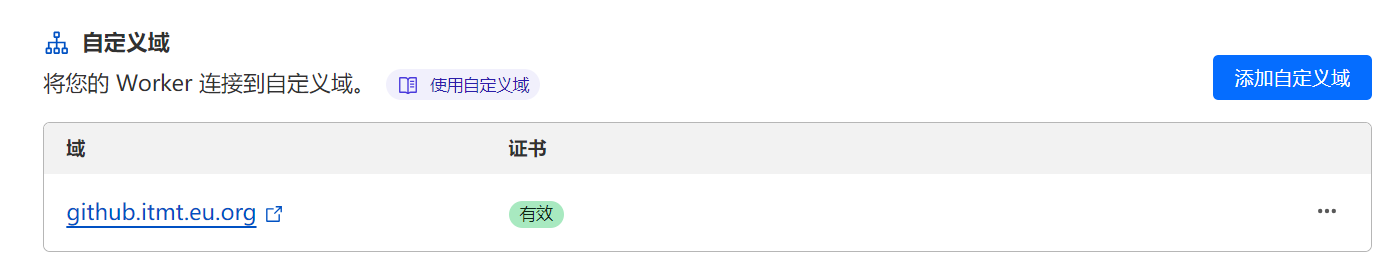 自定义域
将您的 Worker 连接到自定义域。 使用自定义域
添加自定义域
域 证书
github.itmt.eu.org 有效